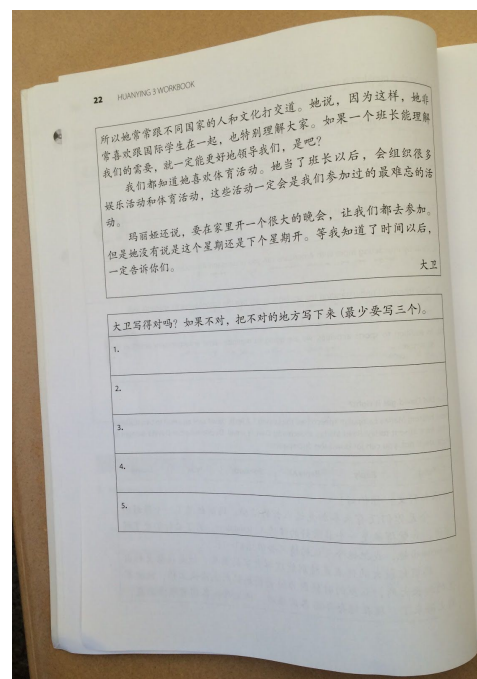 22 HUANYING 3 WORKBOOK
所以她常常跟不同国家的人和文化打交道。她说，因为这样，她非
常喜欢跟国际学生在一起，也特别理解大家。如果一个班长能理解
我们的需要，就一定能更好地领导我们，是吧？
我们都知道她喜欢体育活动。她当了班长以后，会组织很多
娱乐活动和体育活动，这些活动一定会是我们参加过的最难忘的活
动。
玛丽娅还说，要在家里开一个很大的晚会，让我们都去参加。
但是她没有说是这个星期还是下个星期开。等我知道了时间以后，
一定告诉你们。
大卫
大卫写得对吗？如果不对，把不对的地方写下来（最少要写三个）。
1.
2.
3.
4.
5.